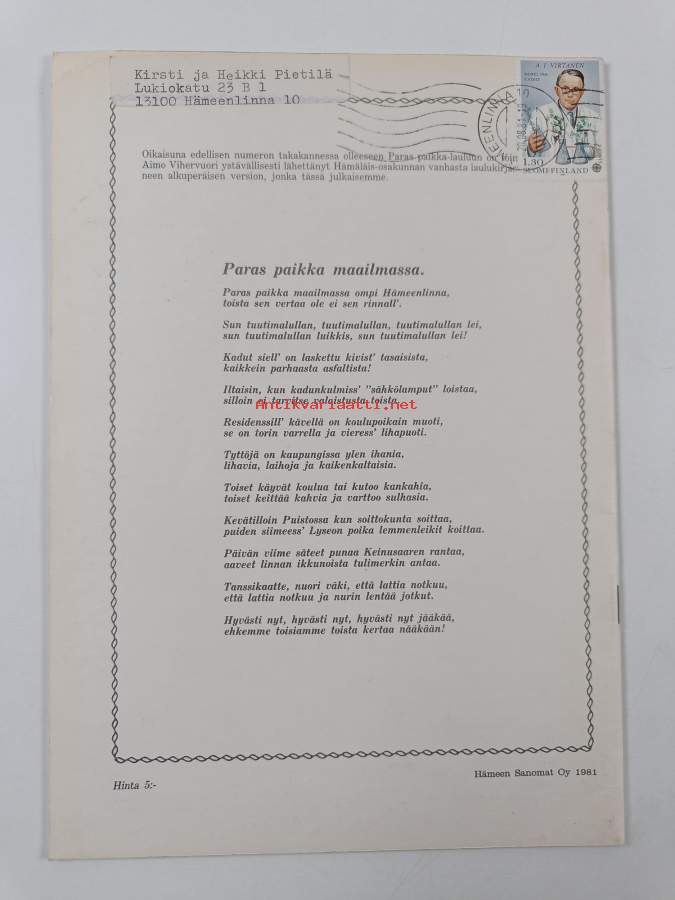 Kirsti ja Heikki Pietilä
Lukiokatu 23 B 1
13100 Hämeenlinna 10
A. I. VIRTANEN
1.30
SUOMI FINLAND
Oikaisuna edellisen numeron takakannessa olleeseen Paras paikka-lauluun on
Aimo Vihervuori ystävällisesti lähettänyt Hämäläis-osakunnan vanhasta
neen alkuperäisen version, jonka tässä julkaisemme.
Paras paikka maailmassa.
Paras paikka maailmassa ompi Hämeenlinna,
toista sen vertaa ole ei sen rinnall'.
Sun tuutimalullan, tuutimalullan, tuutimalullan lei,
sun tuutimalullan luikkis, sun tuutimalullan lei!
Kadut siell' on laskettu kivist' tasaisista,
kaikkein parhaasta asfaltista!
Iltaisin, kun kadunkulmiss' "sähkölamput" loistaa,
silloin ei tarvitse valaistusta toista.
Antikvariaatti.net
Residenssill' kävellä on koulupoikain muoti,
se on torin varrella ja vieress' lihapuoti.
Tyttöjä on kaupungissa ylen ihania,
lihavia, laihoja ja kaikenkaltaisia.
Toiset käyvät koulua tai kutoo kankahia,
toiset keittää kahvia ja varttoo sulhasia.
Kevätilloin Puistossa kun soittokunta soittaa,
puiden siimeess' Lyseon poika lemmenleikit koittaa.
Päivän viime säteet punaa Keinusaaren rantaa,
aaveet linnan ikkunoista tulimerkin antaa.
Tanssikaatte, nuori väki, että lattia notkuu,
että lattia notkuu ja nurin lentää jotkut.
Hyvästi nyt, hyvästi nyt, hyvästi nyt jääkää,
ehkemme toisiamme toista kertaa nääkään!
Hinta 5:-
Hämeen Sanomat Oy 1981